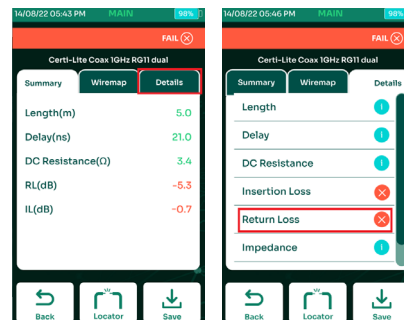 14/08/22 05:43 PM MAIN 98%
FAIL
Certi-Lite Coax 1GHz RG11 dual
Summary Wiremap Details
Length(m) 5.0
Delay(ns) 21.0
DC Resistance(Ω) 3.4
RL(dB) -5.3
IL(dB) -0.7
Back Locator Save
14/08/22 05:46 PM MAIN 98%
FAIL
Certi-Lite Coax 1GHz RG11 dual
Summary Wiremap Details
Length i
Delay i
DC Resistance i
Insertion Loss
Return Loss
Impedance i
Back Locator Save